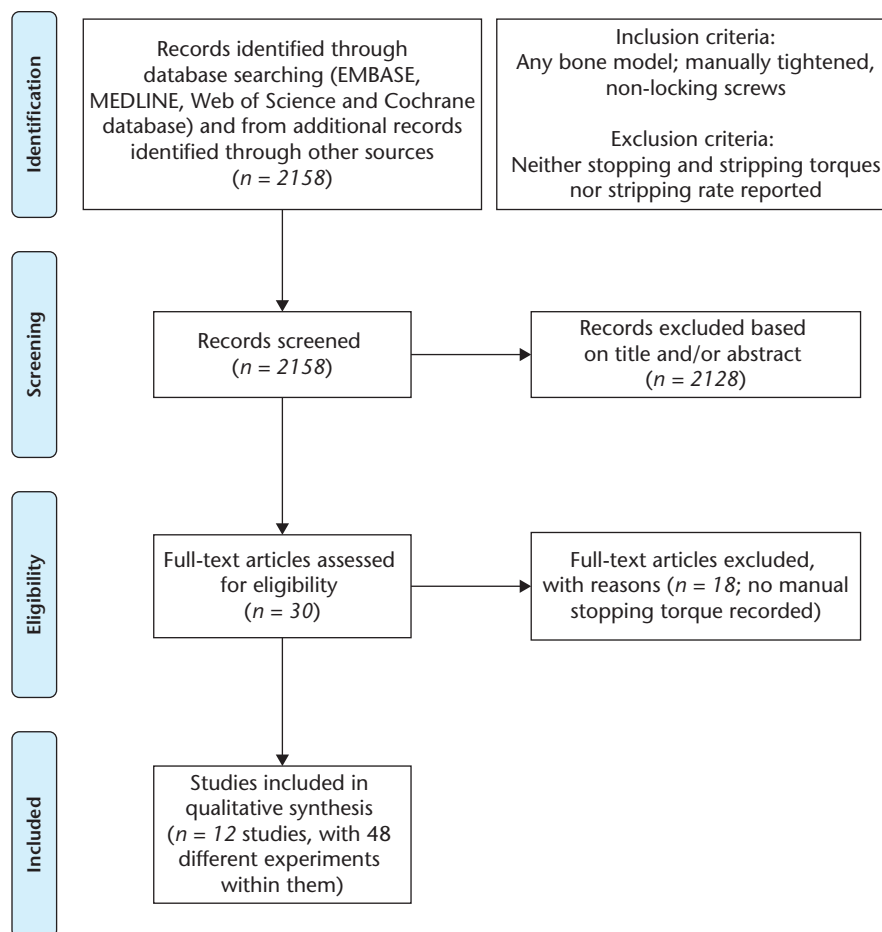 Identification
Records identified through
database searching (EMBASE,
MEDLINE, Web of Science and Cochrane
database) and from additional records
identified through other sources
(n = 2158)
Inclusion criteria:
Any bone model; manually tightened,
non-locking screws
Exclusion criteria:
Neither stopping and stripping torques
nor stripping rate reported
Screening
Records screened
(n = 2158)
Records excluded based
on title and/or abstract
(n = 2128)
Eligibility
Full-text articles assessed
for eligibility
(n = 30)
Full-text articles excluded,
with reasons (n = 18; no manual
stopping torque recorded)
Included
Studies included in
qualitative synthesis
(n = 12 studies, with 48
different experiments
within them)